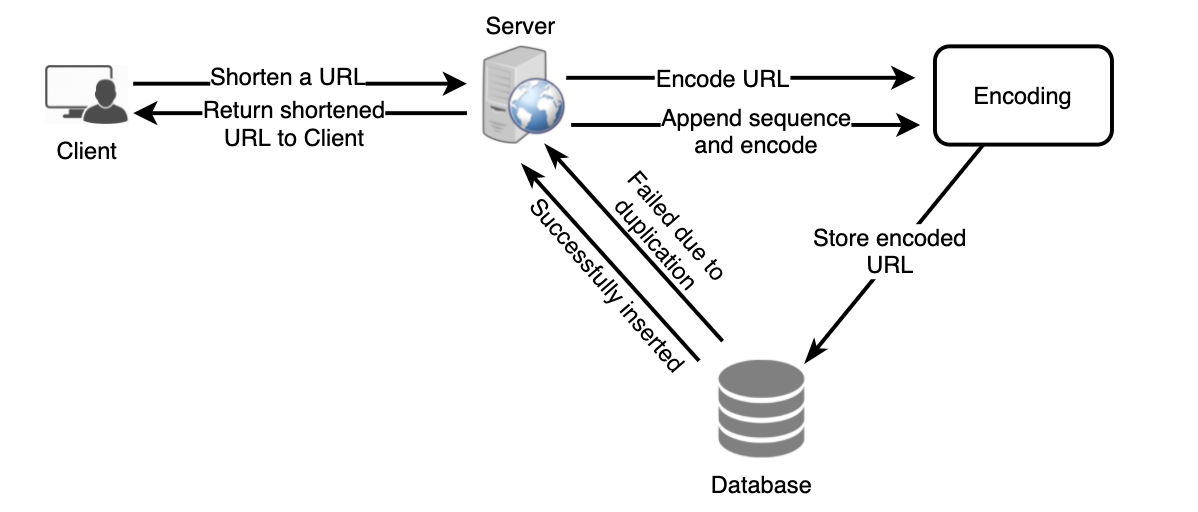 Server
Shorten a URL
Return shortened
URL to Client
Client
Encode URL
Append sequence
and encode
Encoding
Failed due to
duplication
Successfully inserted
Store encoded
URL
Database